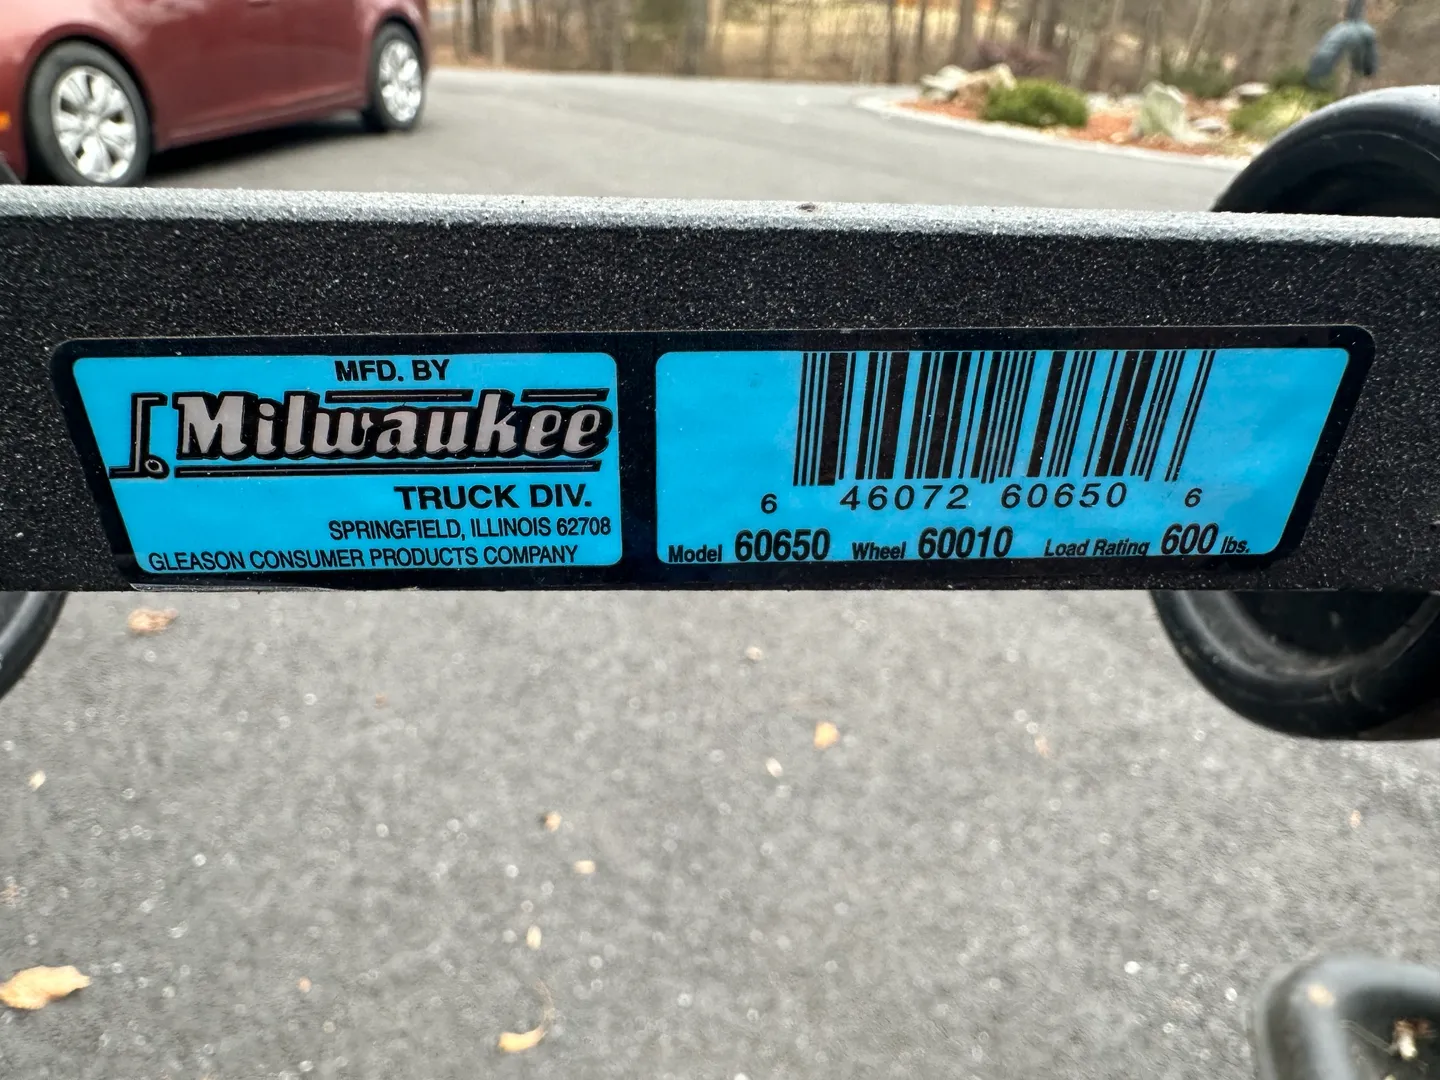 MFD. BY
Milwaukee
TRUCK DIV.
SPRINGFIELD, ILLINOIS 62708
GLEASON CONSUMER PRODUCTS COMPANY
6 46072 60650 6
Model 60650 Wheel 60010 Load Rating 600 lbs.